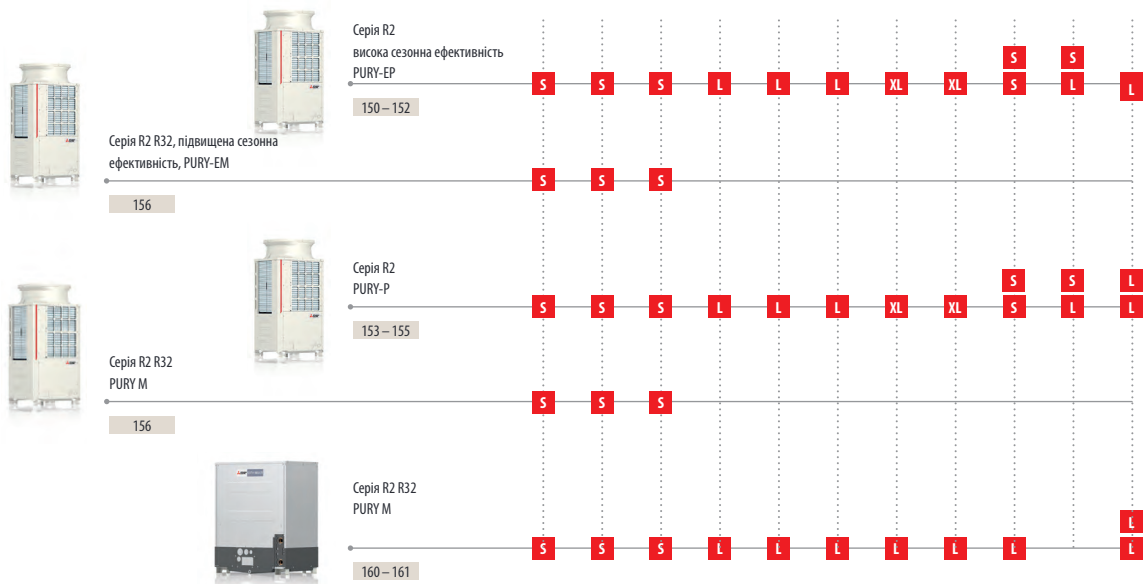 Серія R2
висока сезонна ефективність
PURY-EP
S S
S S S L L L XL XL S L L
150 – 152
Серія R2 R32, підвищена сезонна
ефективність, PURY-EM
S S S
156
Серія R2
PURY-P
S S L
S S S L L L XL XL S L L
153 – 155
Серія R2 R32
PURY M
S S S
156
Серія R2 R32
PURY M
L
S S S L L L L L L L
160 – 161